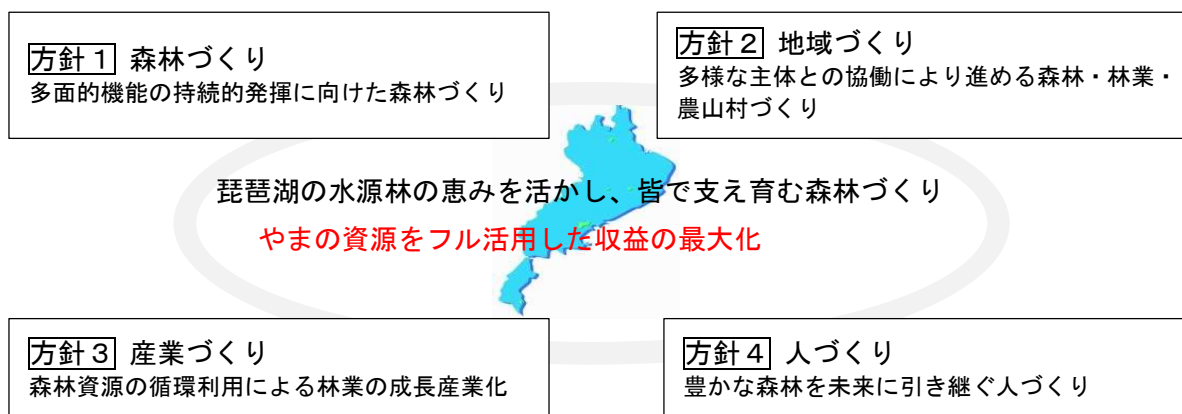 方針1 森林づくり
多面的機能の持続的発揮に向けた森林づくり
方針2 地域づくり
多様な主体との協働により進める森林・林業・
農山村づくり
琵琶湖の水源林の恵みを活かし、皆で支え育む森林づくり
やまの資源をフル活用した収益の最大化
方針3 産業づくり
森林資源の循環利用による林業の成長産業化
方針4 人づくり
豊かな森林を未来に引き継ぐ人づくり